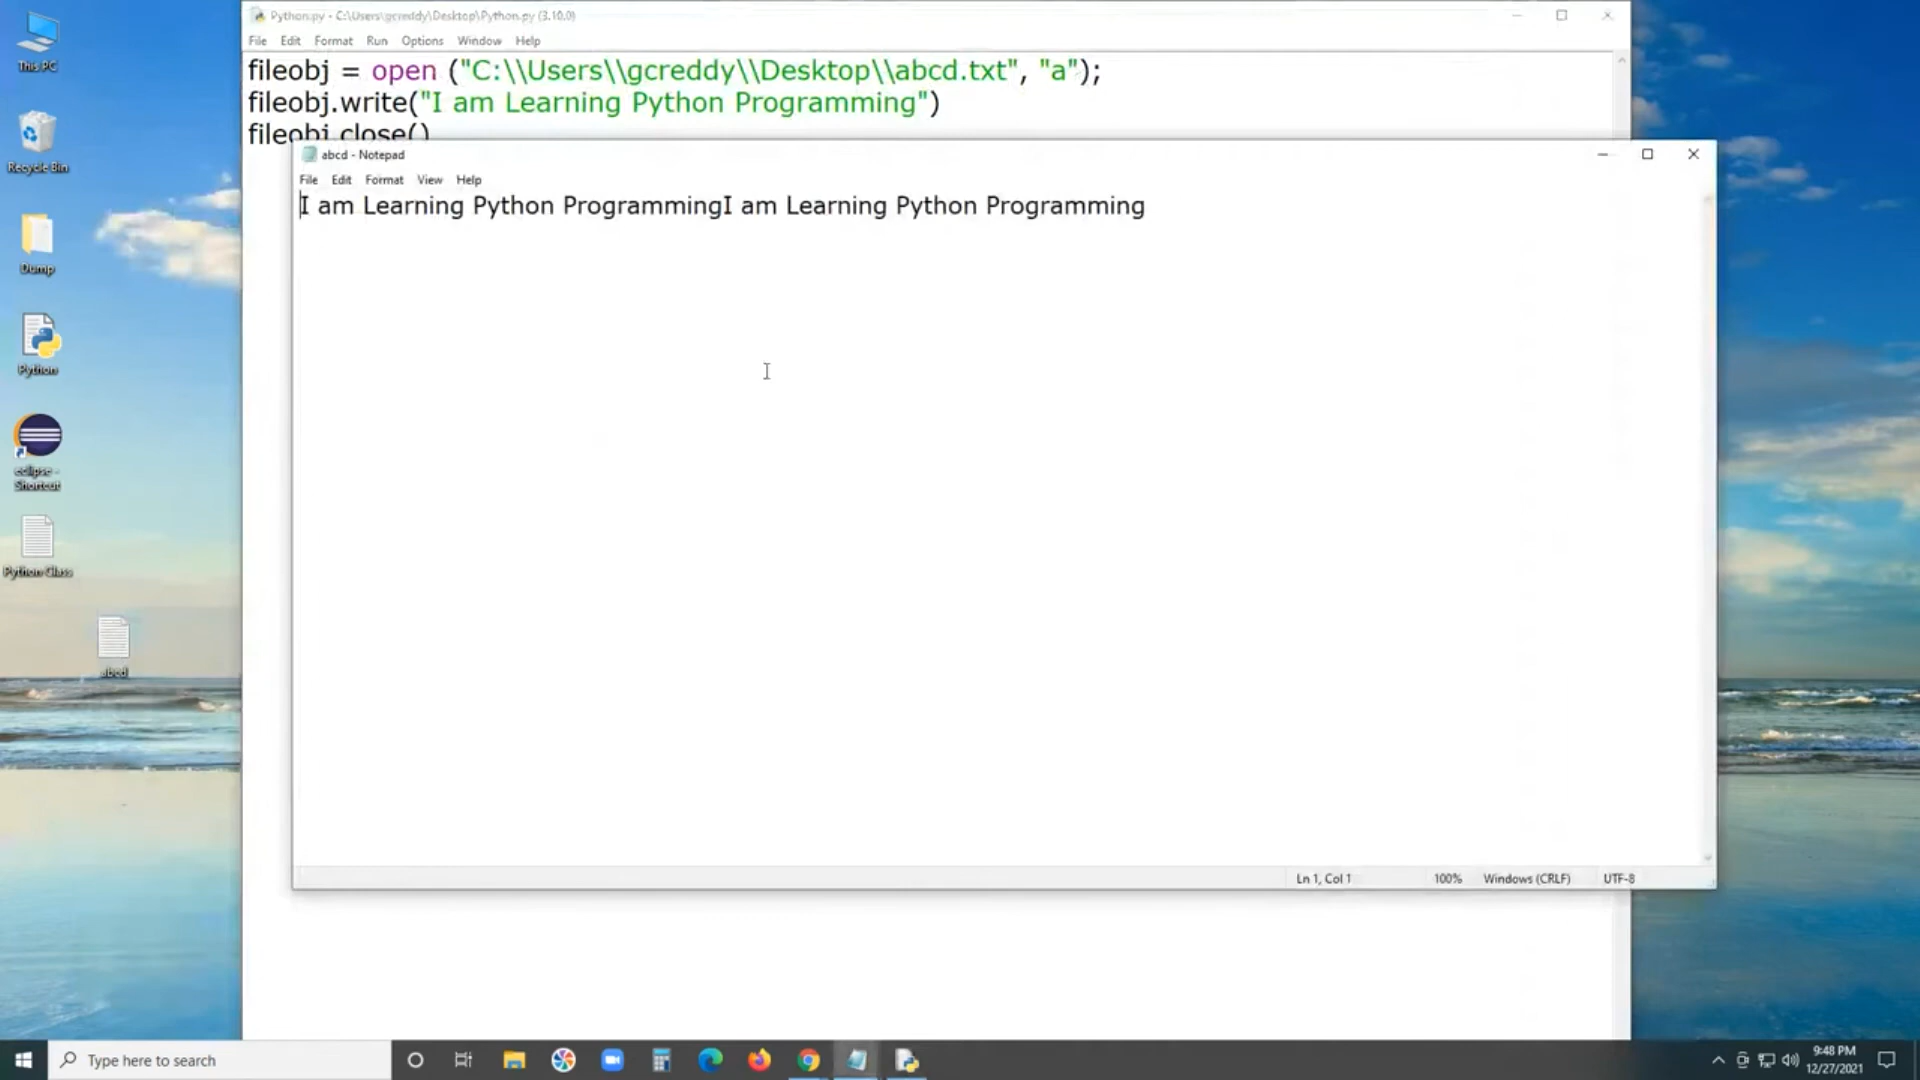 Python.py - C:\Users\gcreddy\Desktop\Python.py (3.10.0)
File Edit Format Run Options Window Help
fileobj = open ("C:\\Users\\gcreddy\\Desktop\\abcd.txt", "a");
fileobj.write("I am Learning Python Programming")
fileobj.close()
abcd - Notepad
File Edit Format View Help
I am Learning Python ProgrammingI am Learning Python Programming
Ln 1, Col 1 100% Windows (CRLF) UTF-8
This PC
Recycle Bin
Dump
Python
eclipse -
Shortcut
Python Class
abcd
Type here to search
9:48 PM
12/27/2021